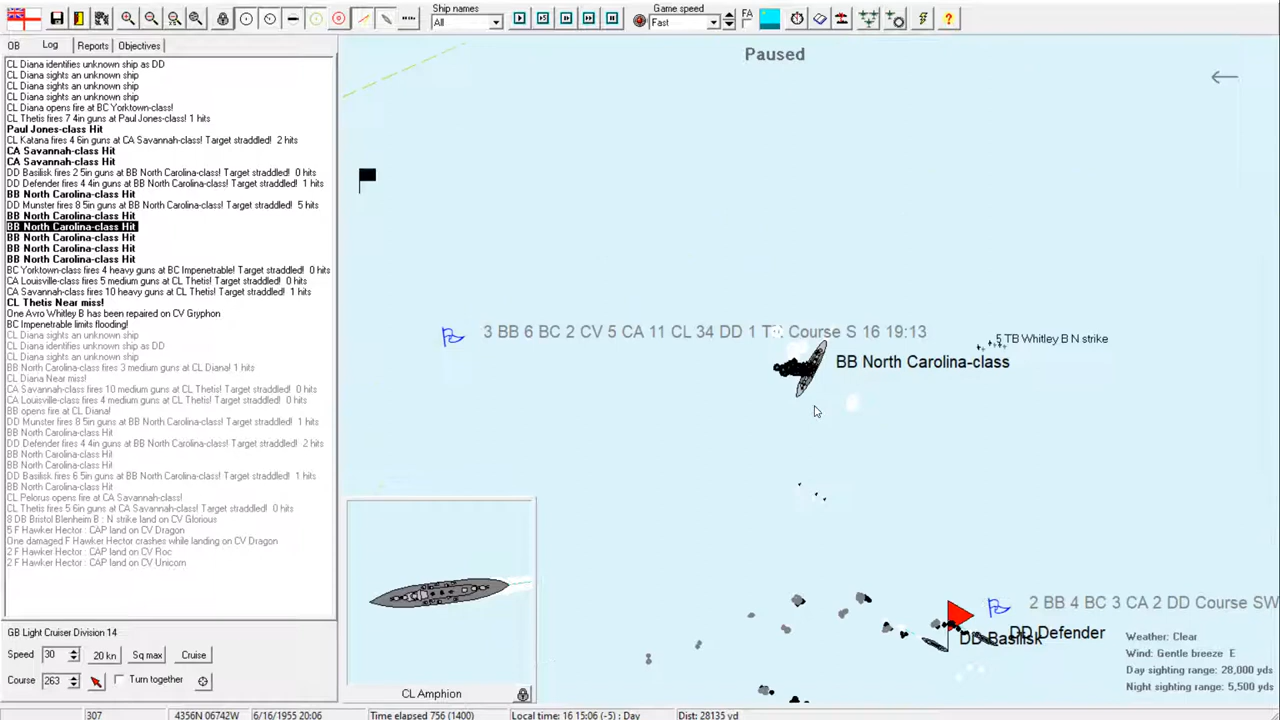 Ship names
Game speed
All
Fast
FA
OB
Log
Reports
Objectives
CL Diana identifies unknown ship as DD
CL Diana sights an unknown ship
CL Diana sights an unknown ship
CL Diana sights an unknown ship
CL Diana opens fire at BC Yorktown-class!
CL Thetis fires 7 4in guns at Paul Jones-class! 1 hits
Paul Jones-class Hit
CL Katana fires 4 6in guns at CA Savannah-class! Target straddled! 2 hits
CA Savannah-class Hit
CA Savannah-class Hit
DD Basilisk fires 2 5in guns at BB North Carolina-class! Target straddled! 0 hits
DD Defender fires 4 4in guns at BB North Carolina-class! Target straddled! 1 hits
BB North Carolina-class Hit
DD Munster fires 8 5in guns at BB North Carolina-class! Target straddled! 5 hits
BB North Carolina-class Hit
BB North Carolina-class Hit
BB North Carolina-class Hit
BB North Carolina-class Hit
BB North Carolina-class Hit
BC Yorktown-class fires 4 heavy guns at BC Impenetrable! Target straddled! 0 hits
CA Louisville-class fires 5 medium guns at CL Thetis! Target straddled! 0 hits
CA Savannah-class fires 10 heavy guns at CL Thetis! Target straddled! 1 hits
CL Thetis Near miss!
One Avro Whitley B has been repaired on CV Gryphon
BC Impenetrable limits flooding!
CL Diana sights an unknown ship
CL Diana identifies unknown ship as DD
CL Diana sights an unknown ship
BB North Carolina-class fires 3 medium guns at CL Diana! 1 hits
CL Diana Near miss!
CA Savannah-class fires 10 medium guns at CL Thetis! Target straddled! 0 hits
CA Louisville-class fires 4 medium guns at CL Thetis! Target straddled! 0 hits
BB opens fire at CL Diana!
DD Munster fires 8 5in guns at BB North Carolina-class! Target straddled! 1 hits
BB North Carolina-class Hit
DD Defender fires 4 4in guns at BB North Carolina-class! Target straddled! 2 hits
BB North Carolina-class Hit
BB North Carolina-class Hit
DD Basilisk fires 6 5in guns at BB North Carolina-class! Target straddled! 1 hits
BB North Carolina-class Hit
CL Pelorus opens fire at CA Savannah-class!
CL Thetis fires 5 6in guns at CA Savannah-class! Target straddled! 0 hits
8 DB Bristol Blenheim B : N strike land on CV Glorious
5 F Hawker Hector : CAP land on CV Dragon
One damaged F Hawker Hector crashes while landing on CV Dragon
2 F Hawker Hector : CAP land on CV Roc
2 F Hawker Hector : CAP land on CV Unicorn
GB Light Cruiser Division 14
Speed 30 20 kn Sq max Cruise
Course 263 Turn together
Paused
3 BB 6 BC 2 CV 5 CA 11 CL 34 DD 1 Course S 16 19:13
5 TB Whitley B N strike
BB North Carolina-class
2 BB 4 BC 3 CA 2 DD Course SW
DD Basilisk
DD Defender
Weather: Clear
Wind: Gentle breeze E
Day sighting range: 28,000 yds
Night sighting range: 5,500 yds
CL Amphion
307
4356N 06742W
6/16/1955 20:06
Time elapsed 756 (1400)
Local time: 16 15:06 (-5) : Day
Dist: 28135 yd